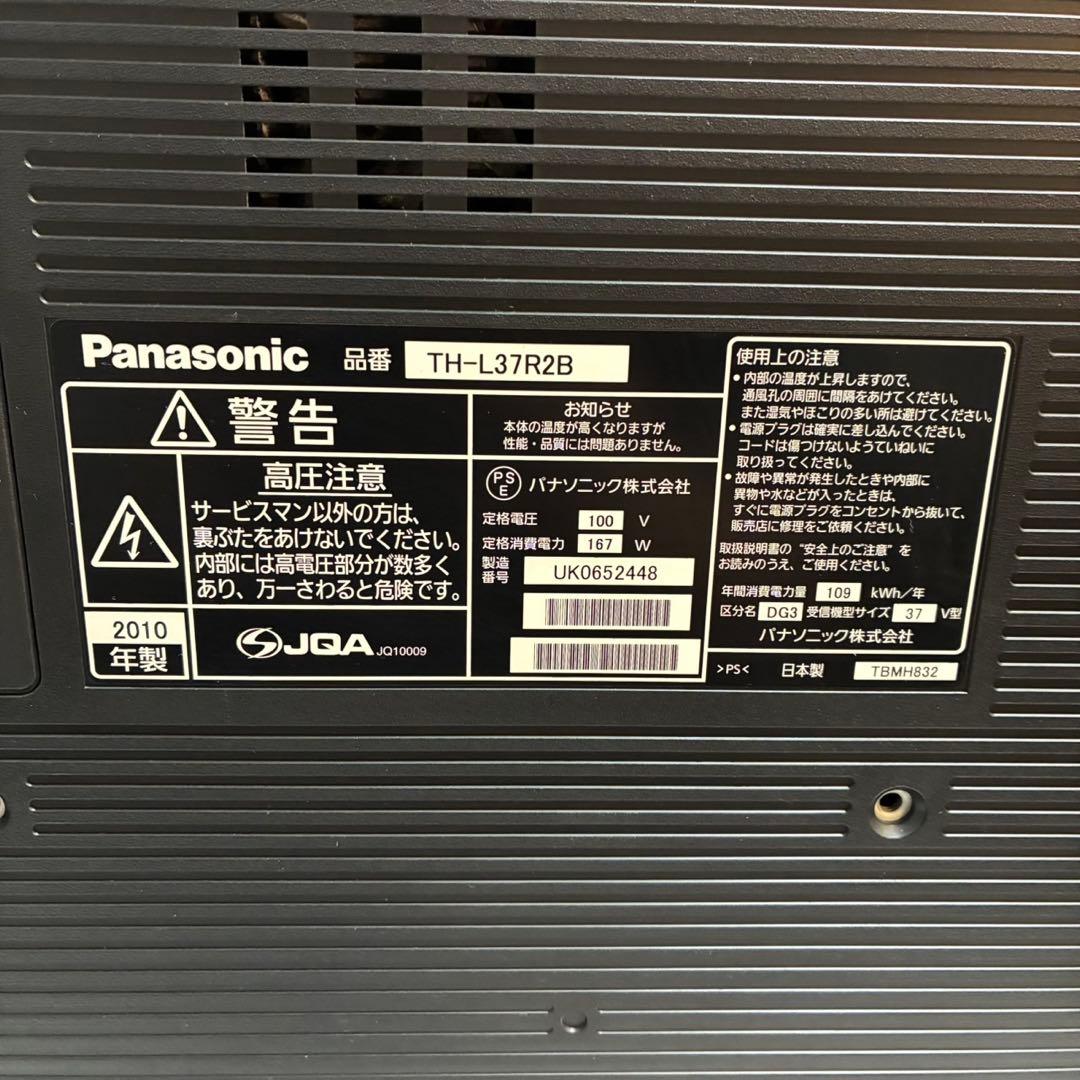 Panasonic 品番 TH-L37R2B
警告
高圧注意
サービスマン以外の方は、
裏ぶたをあけないでください。
内部には高電圧部分が数多く
あり、万一さわると危険です。
2010
年製
JQA JQ10009
お知らせ
本体の温度が高くなりますが
性能・品質には問題ありません。
PSE パナソニック株式会社
定格電圧 100 V
定格消費電力 167 W
製造
番号 UK0652448
使用上の注意
•内部の温度が上昇しますので、
通風孔の周囲に間隔をあけてください。
また湿気やほこりの多い所は避けてください。
•電源プラグは確実に差し込んでください。
コードは傷つけないようていねいに
取り扱ってください。
•故障や異常が発生したときや内部に
異物や水などが入ったときは、
すぐに電源プラグをコンセントから抜いて、
販売店に修理をご依頼ください。
取扱説明書の“安全上のご注意”を
お読みのうえ、ご使用ください。
年間消費電力量 109 kWh/年
区分名 DG3 受信機型サイズ 37 V型
パナソニック株式会社
>PS< 日本製 TBMH832